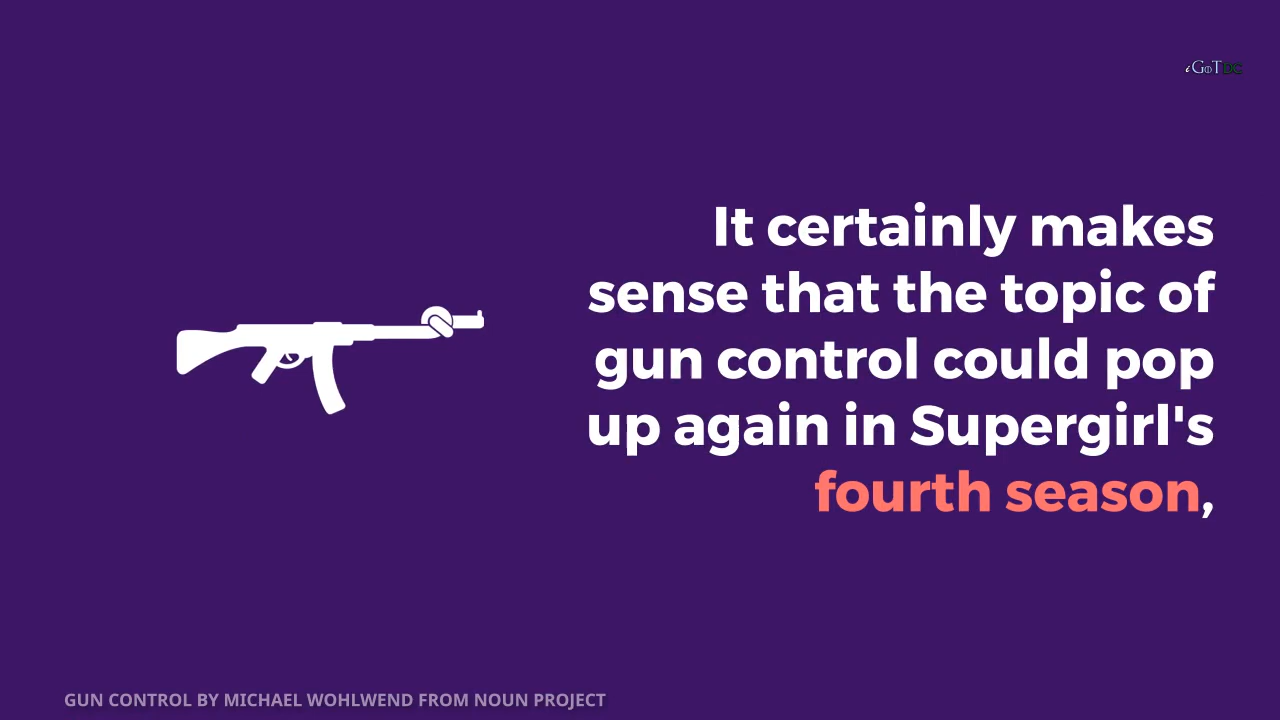 iGoTDC
It certainly makes
sense that the topic of
gun control could pop
up again in Supergirl's
fourth season,
GUN CONTROL BY MICHAEL WOHLWEND FROM NOUN PROJECT